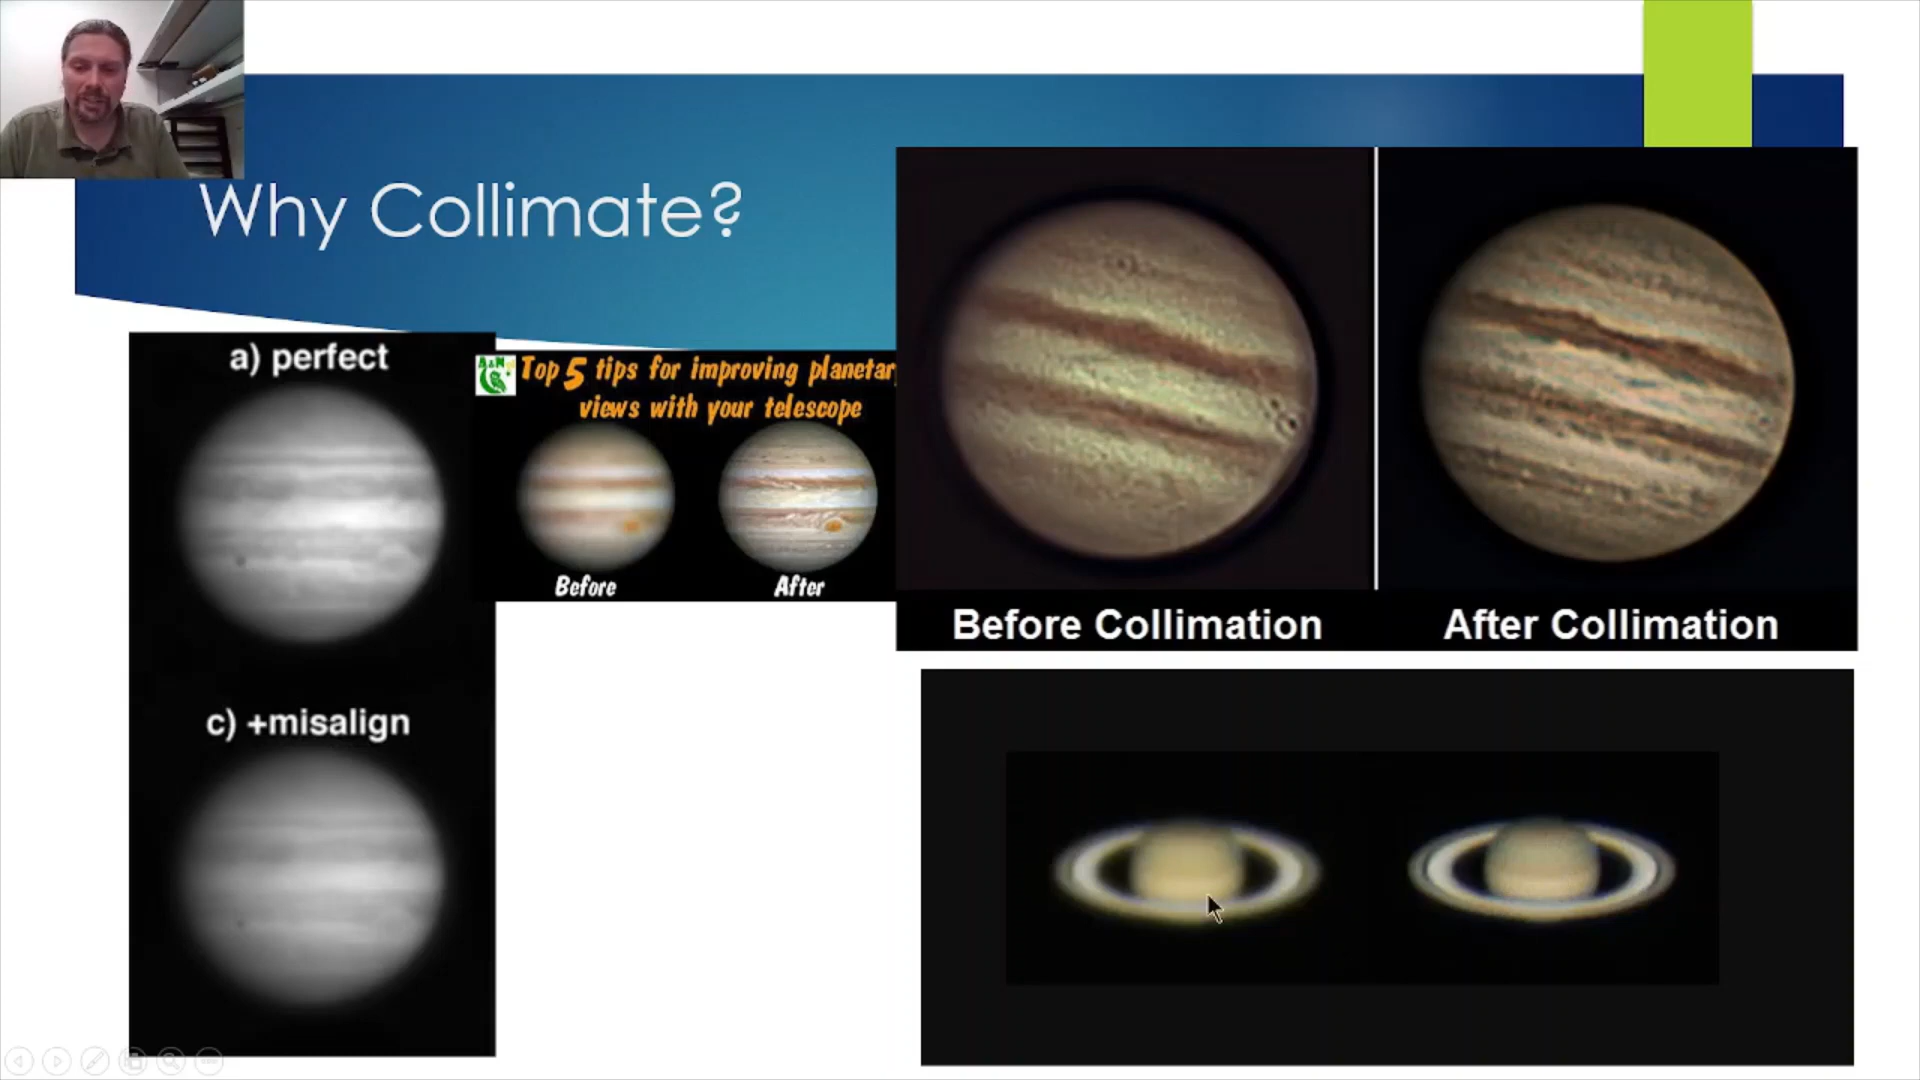 Why Collimate?
a) perfect
c) +misalign
Top 5 tips for improving planetar
views with your telescope
Before
After
Before Collimation
After Collimation